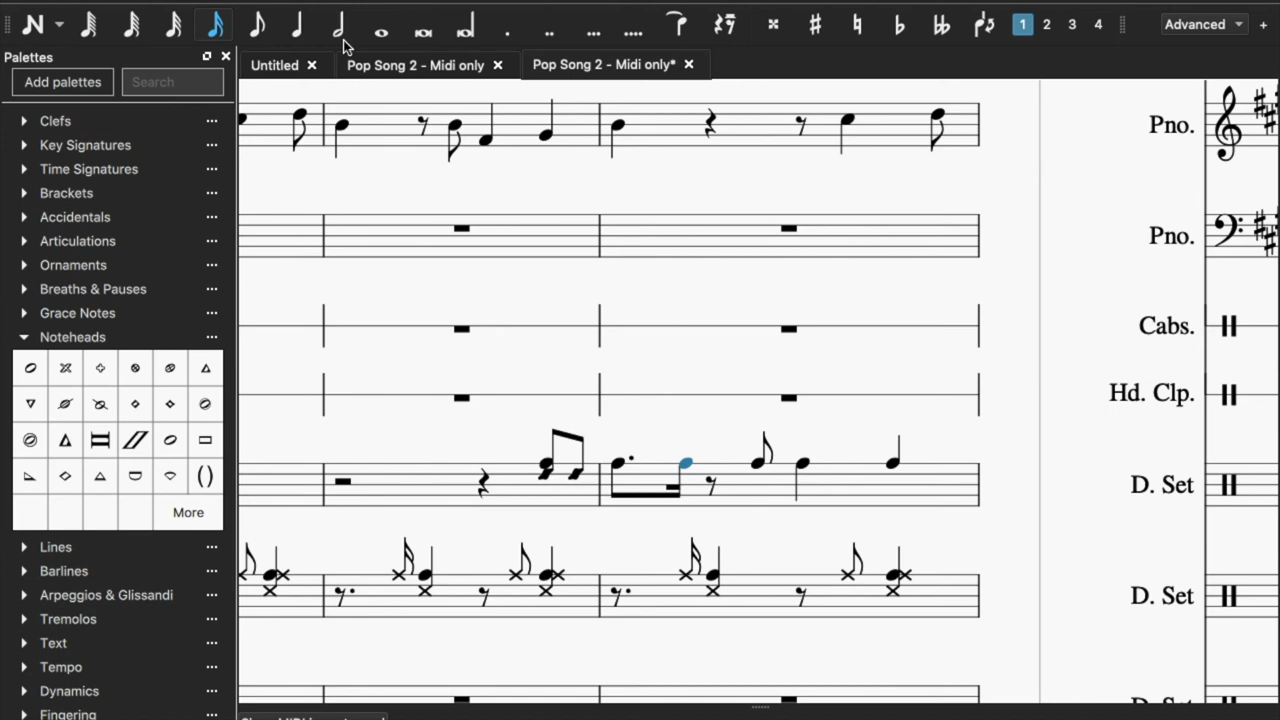 1 2 3 4 Advanced +
Palettes
Untitled Pop Song 2 - Midi only Pop Song 2 - Midi only*
Add palettes Search
Clefs
Key Signatures
Time Signatures
Brackets
Accidentals
Articulations
Ornaments
Breaths & Pauses
Grace Notes
Noteheads
More
Lines
Barlines
Arpeggios & Glissandi
Tremolos
Text
Tempo
Dynamics
Fingering
Pno.
Pno.
Cabs.
Hd. Clp.
D. Set
D. Set